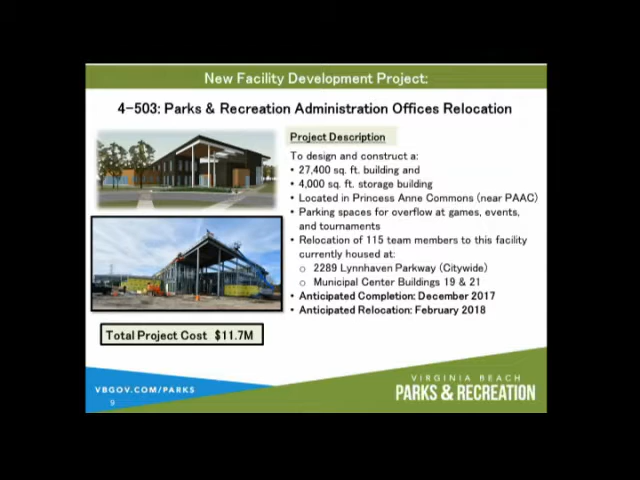 New Facility Development Project:
4-503: Parks & Recreation Administration Offices Relocation
Project Description
To design and construct a:
• 27,400 sq. ft. building and
• 4,000 sq. ft. storage building
• Located in Princess Anne Commons (near PAAC)
• Parking spaces for overflow at games, events,
and tournaments
• Relocation of 115 team members to this facility
currently housed at:
o 2289 Lynnhaven Parkway (Citywide)
o Municipal Center Buildings 19 & 21
• Anticipated Completion: December 2017
• Anticipated Relocation: February 2018
Total Project Cost $11.7M
VBGOV.COM/PARKS
9
VIRGINIA BEACH
PARKS & RECREATION